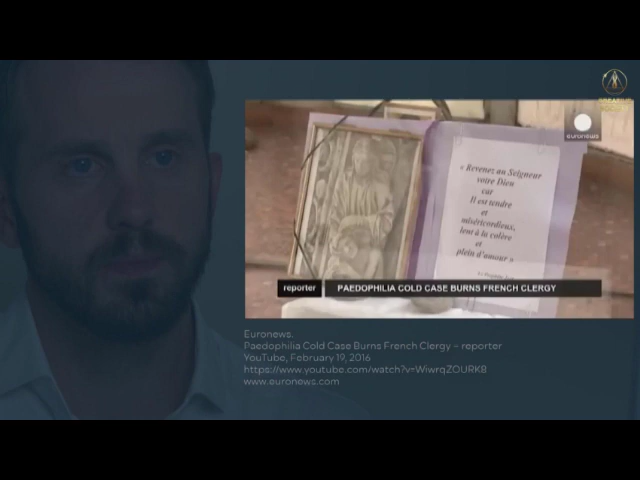 CREATIVE
SOCIETY
euronews
« Revenez au Seigneur
votre Dieu
car
Il est tendre
et
miséricordieux,
lent à la colère
et
plein d'amour »
reporter
PAEDOPHILIA COLD CASE BURNS FRENCH CLERGY
Euronews.
Paedophilia Cold Case Burns French Clergy – reporter
YouTube, February 19, 2016
https://www.youtube.com/watch?v=WiwrqZOURK8
www.euronews.com